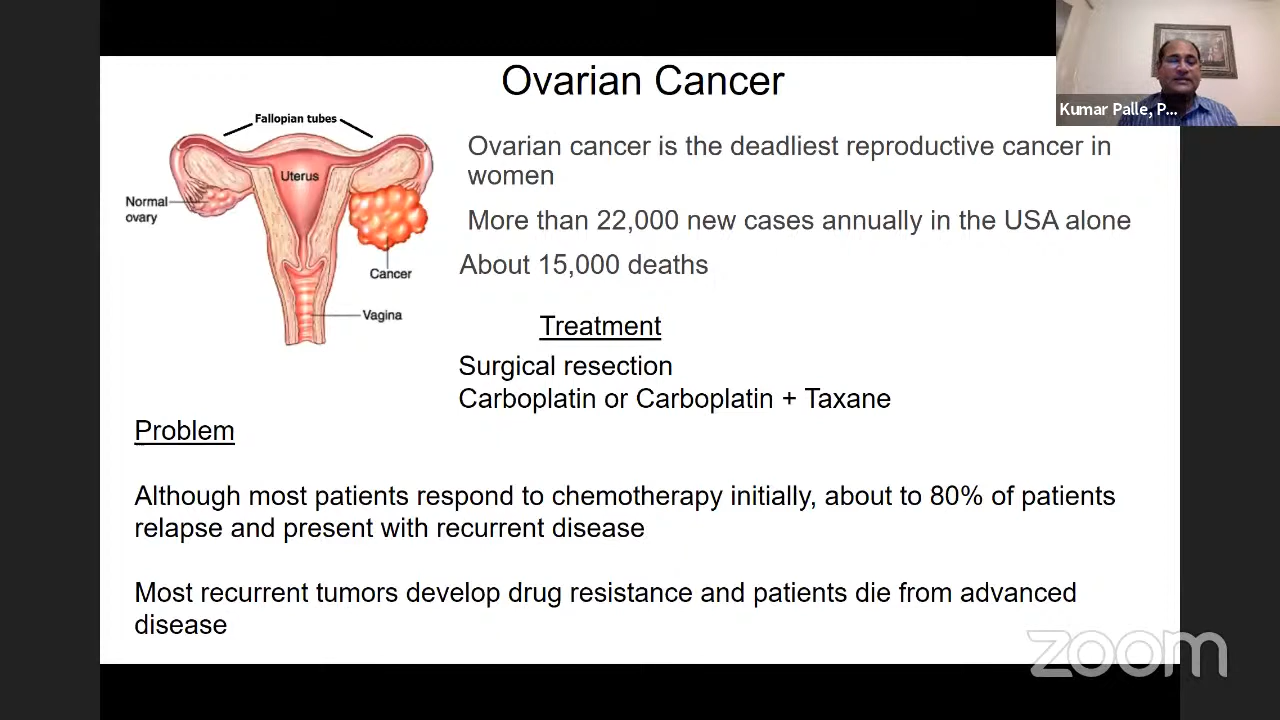 Ovarian Cancer
Kumar Palle, P...
Fallopian tubes
Uterus
Normal
ovary
Cancer
Vagina
Ovarian cancer is the deadliest reproductive cancer in
women
More than 22,000 new cases annually in the USA alone
About 15,000 deaths
Treatment
Surgical resection
Carboplatin or Carboplatin + Taxane
Problem
Although most patients respond to chemotherapy initially, about to 80% of patients
relapse and present with recurrent disease
Most recurrent tumors develop drug resistance and patients die from advanced
disease
zoom